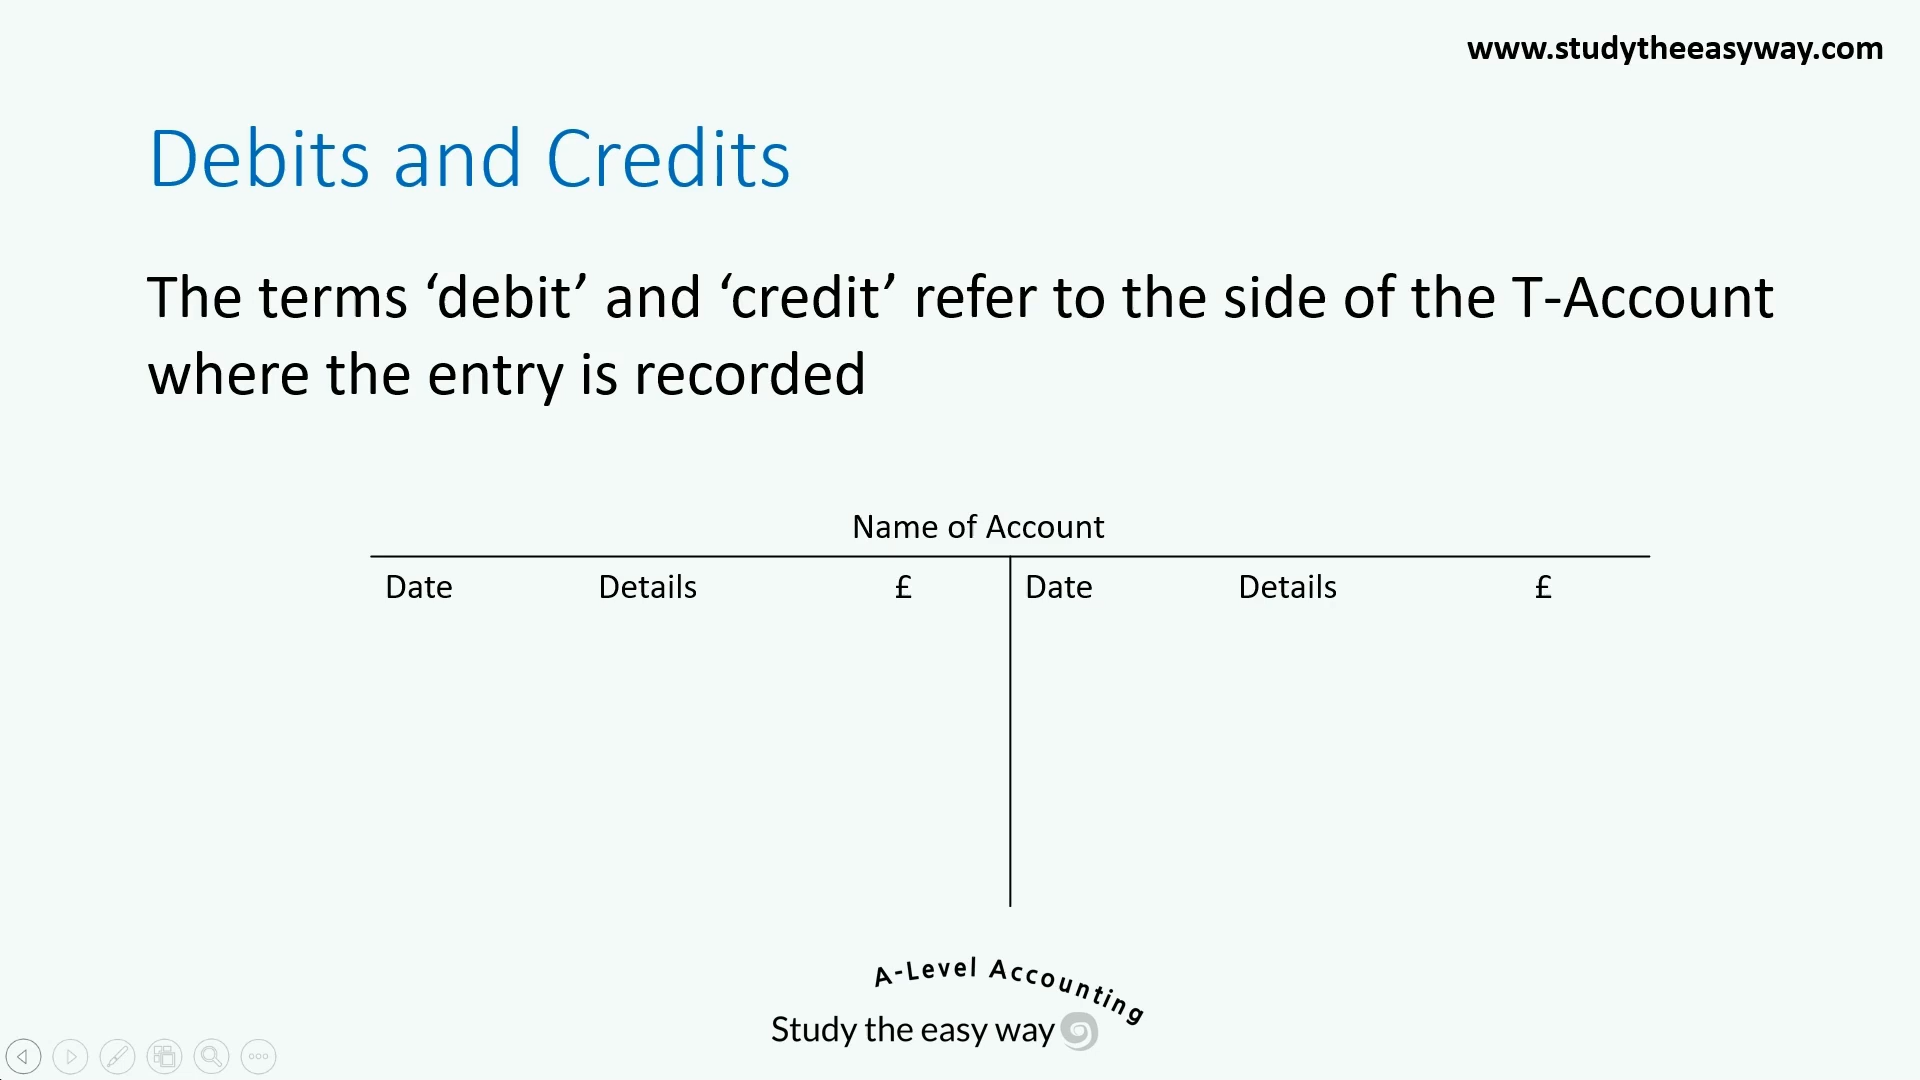 www.studytheeasyway.com
Debits and Credits
The terms ‘debit’ and ‘credit’ refer to the side of the T-Account
where the entry is recorded
Name of Account
Date Details £ Date Details £
A-Level Accounting
Study the easy way